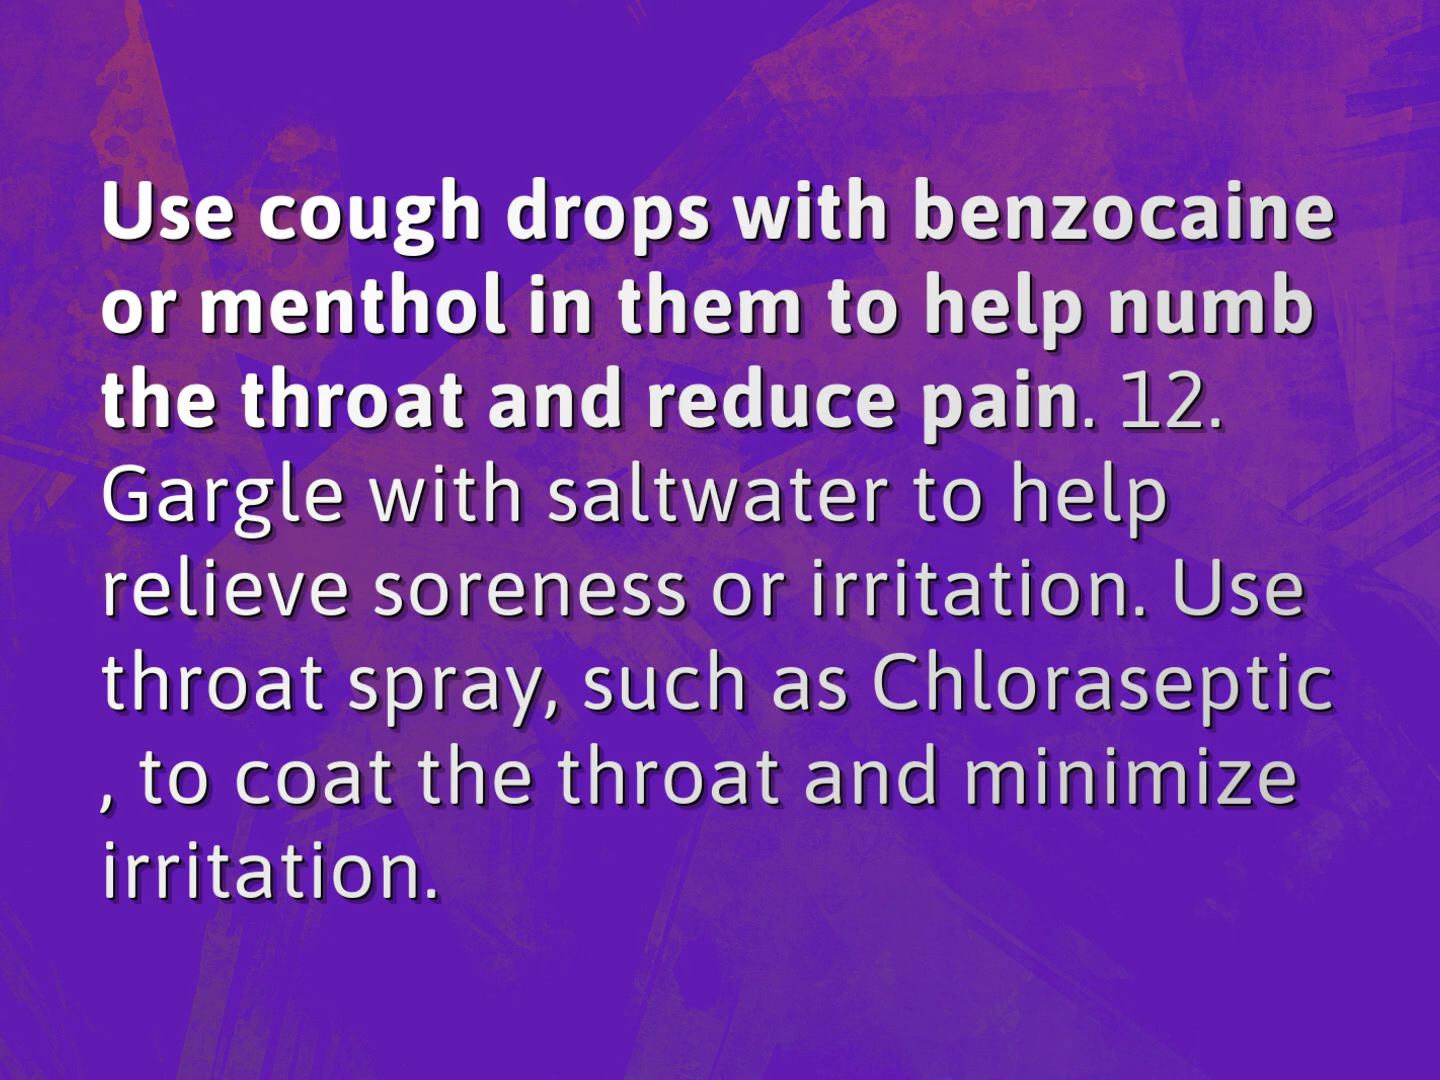 Use cough drops with benzocaine
or menthol in them to help numb
the throat and reduce pain. 12.
Gargle with saltwater to help
relieve soreness or irritation. Use
throat spray, such as Chloraseptic
, to coat the throat and minimize
irritation.